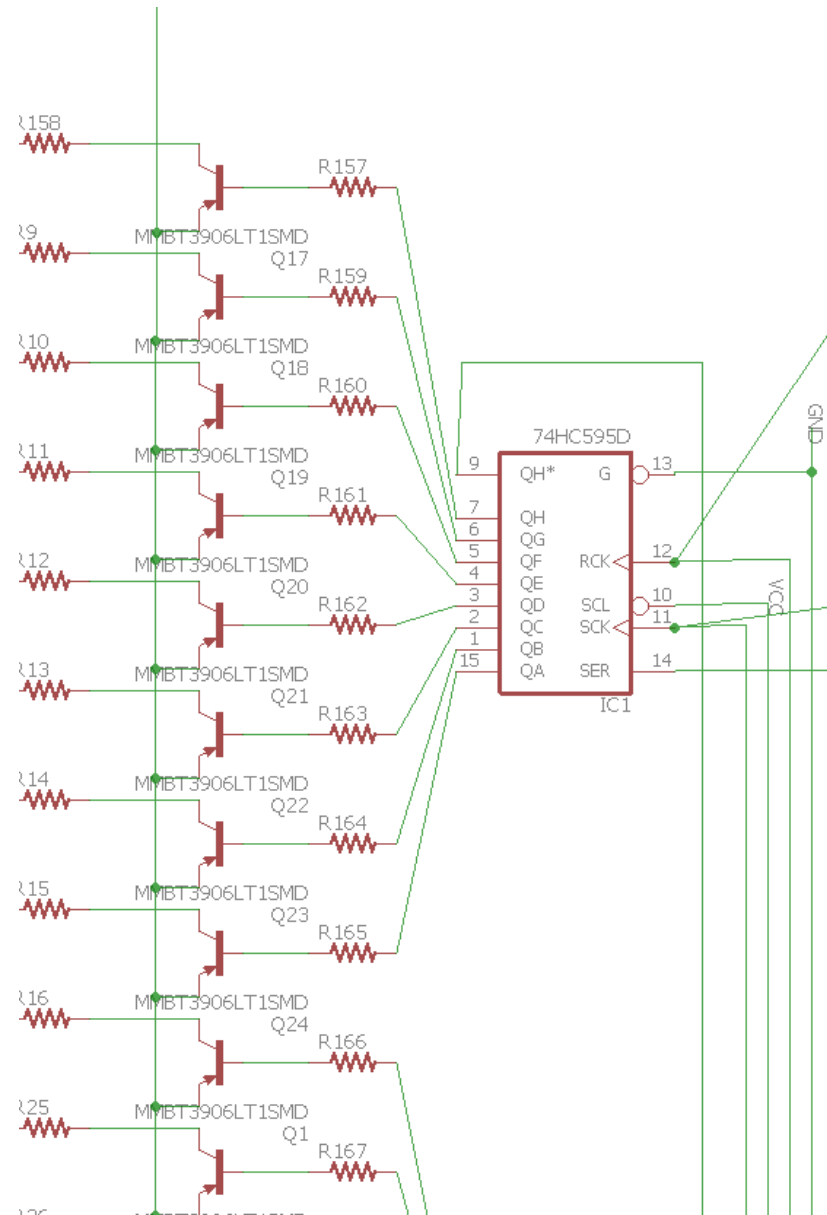 R158
R157
MMBT3906LT1SMD
Q17
R9
R159
MMBT3906LT1SMD
Q18
R10
R160
MMBT3906LT1SMD
Q19
R11
R161
MMBT3906LT1SMD
Q20
R12
R162
MMBT3906LT1SMD
Q21
R13
R163
MMBT3906LT1SMD
Q22
R14
R164
MMBT3906LT1SMD
Q23
R15
R165
MMBT3906LT1SMD
Q24
R16
R166
MMBT3906LT1SMD
Q1
R25
R167
74HC595D
9 QH* G 13
7 QH
6 QG
5 QF RCK 12
4 QE
3 QD SCL 10
2 QC SCK 11
1 QB
15 QA SER 14
IC1
GND
VCC